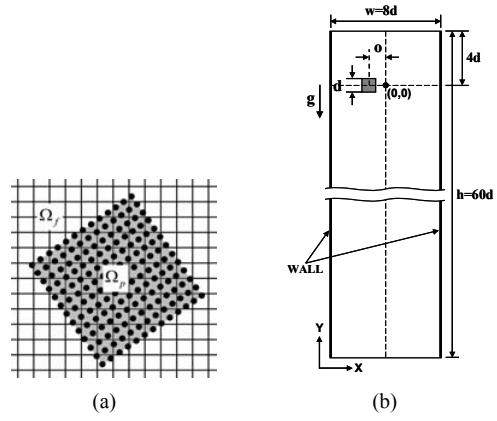 w=8d
o
4d
d
(0,0)
g
Ω_f
Ω_p
h=60d
WALL
Y
X
(a)
(b)